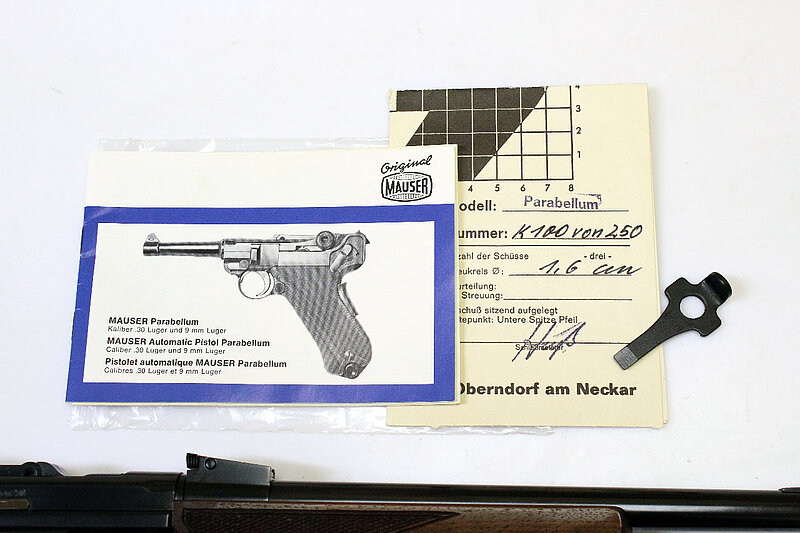 Original
MAUSER
MAUSER Parabellum
Kaliber .30 Luger und 9 mm Luger
MAUSER Automatic Pistol Parabellum
Caliber .30 Luger und 9 mm Luger
Pistolet automatique MAUSER Parabellum
Calibres .30 Luger et 9 mm Luger
4
3
2
1
4 5 6 7 8
odell: Parabellum
ummer: K100 von 250
zahl der Schüsse - drei -
eukreis Ø: 1,6 cm
urteilung:
Streuung:
schuß sitzend aufgelegt
tepunkt: Untere Spitze Pfeil
Oberndorf am Neckar